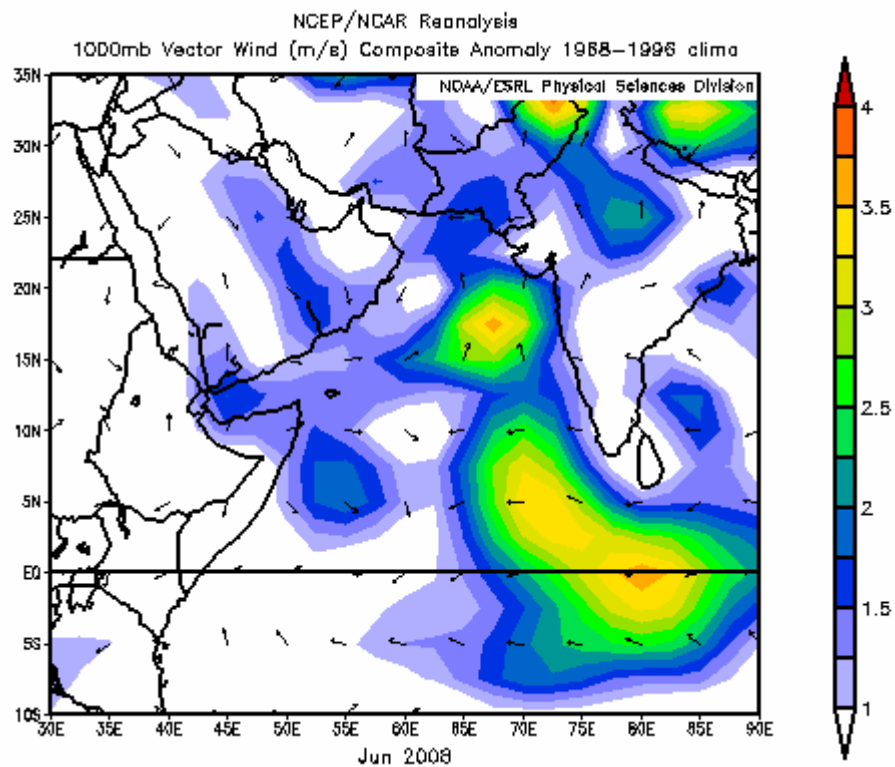 NCEP/NCAR Reanalysis
1000mb Vector Wind (m/s) Composite Anomaly 1968-1996 clima
NOAA/ESRL Physical Sciences Division
35N
30N
25N
20N
15N
10N
5N
EQ
5S
10S
30E 35E 40E 45E 50E 55E 60E 65E 70E 75E 80E 85E 90E
Jun 2008
4
3.5
3
2.5
2
1.5
1